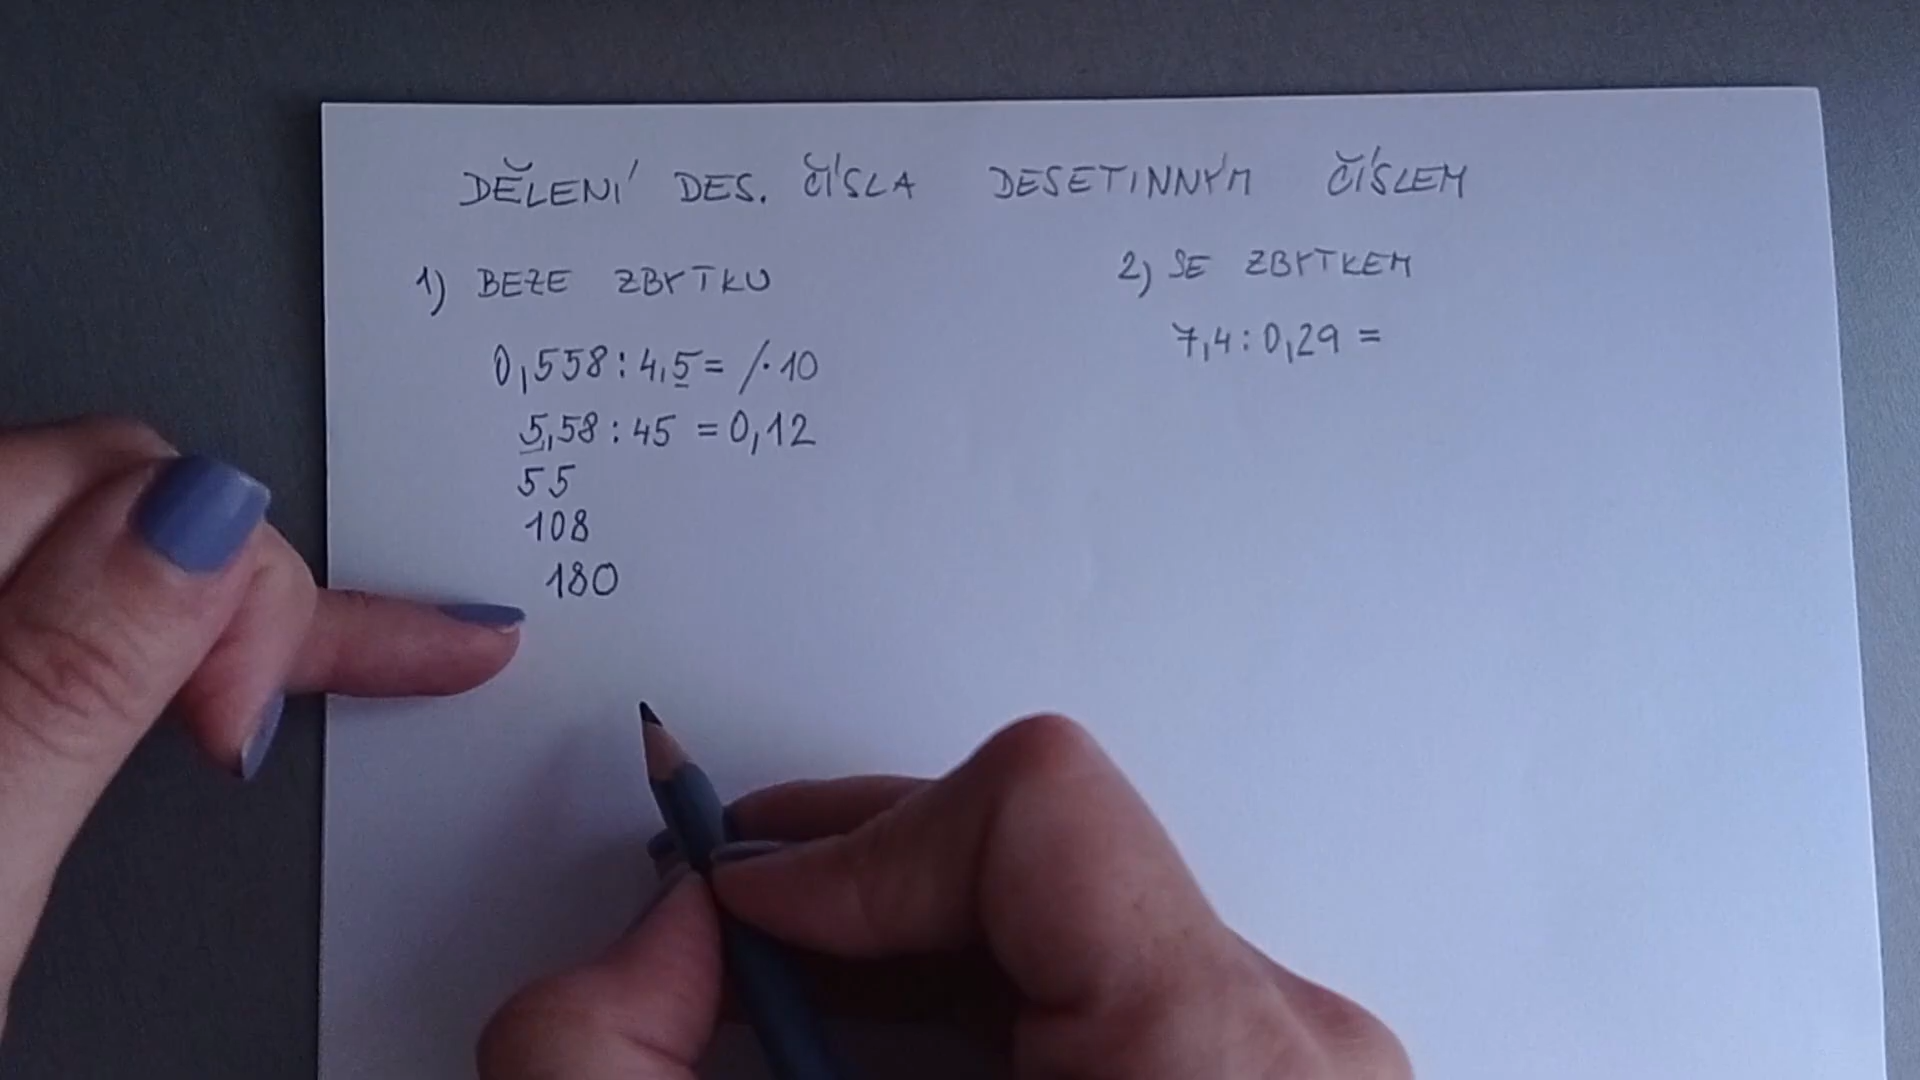 DĚLENÍ DES. ČÍSLA DESETINNÝM ČÍSLEM
1) BEZE ZBYTKU
0,558 : 4,5 = /· 10
5,58 : 45 = 0,12
55
108
180
2) SE ZBYTKEM
7,4 : 0,29 =